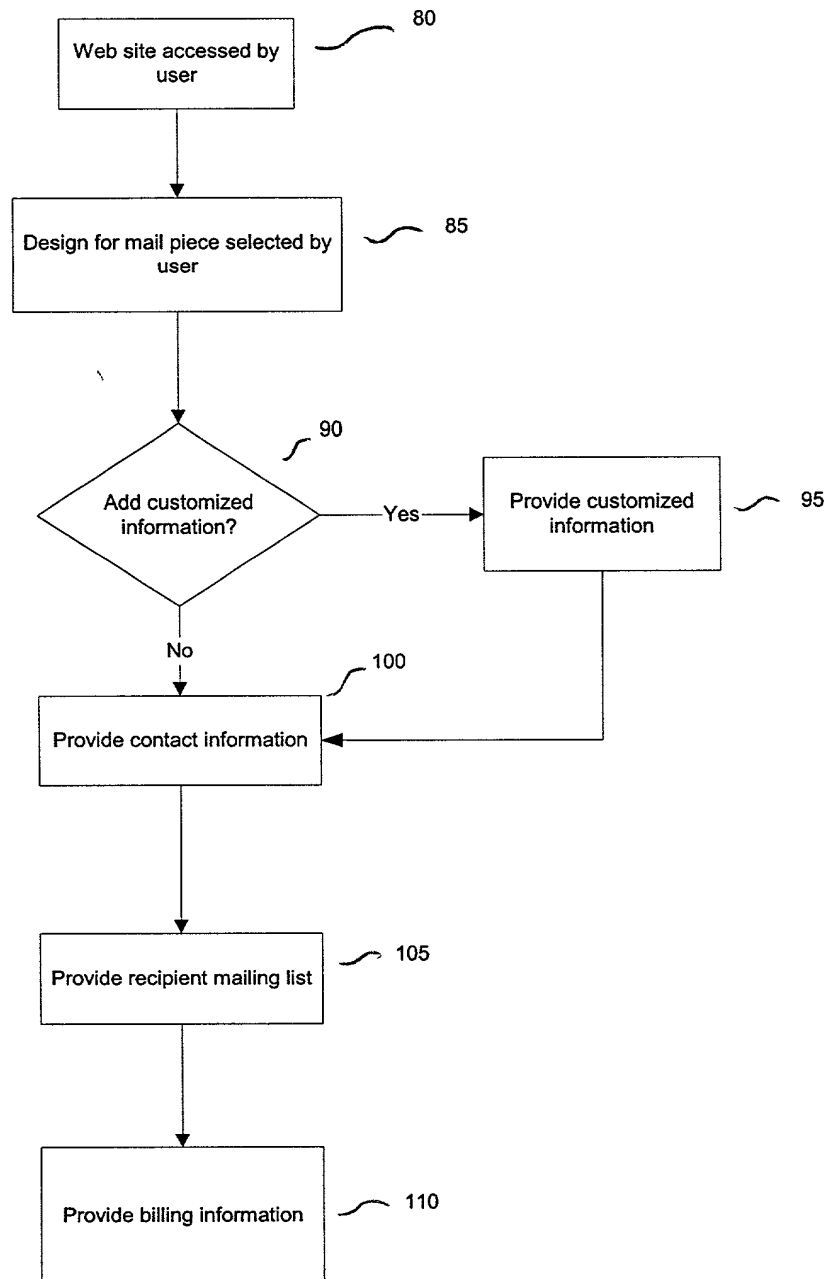 80
Web site accessed by
user
85
Design for mail piece selected by
user
90
Add customized
information?
Yes
Provide customized
information
95
No
100
Provide contact information
105
Provide recipient mailing list
110
Provide billing information